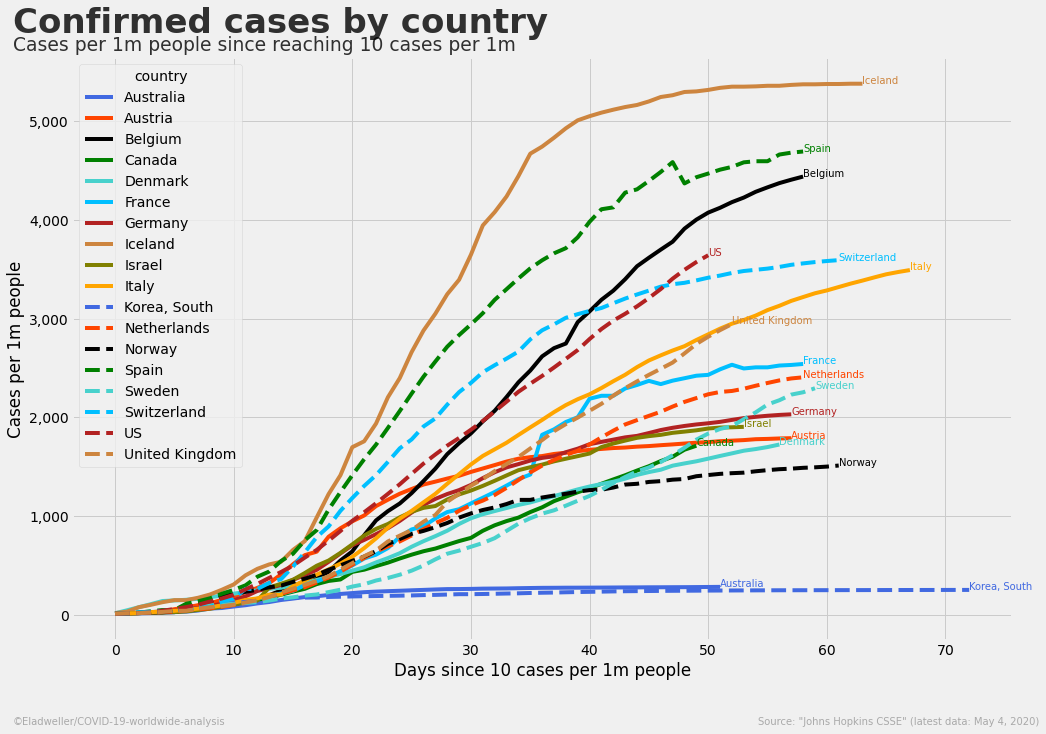 Confirmed cases by country
Cases per 1m people since reaching 10 cases per 1m
country
Australia
Austria
Belgium
Canada
Denmark
France
Germany
Iceland
Israel
Italy
Korea, South
Netherlands
Norway
Spain
Sweden
Switzerland
US
United Kingdom
Cases per 1m people
5,000
4,000
3,000
2,000
1,000
0
Iceland
Spain
Belgium
US
Switzerland
Italy
United Kingdom
France
Netherlands
Sweden
Germany
Israel
Austria
Canada
Denmark
Norway
Australia
Korea, South
0 10 20 30 40 50 60 70
Days since 10 cases per 1m people
©Eladweller/COVID-19-worldwide-analysis
Source: "Johns Hopkins CSSE" (latest data: May 4, 2020)